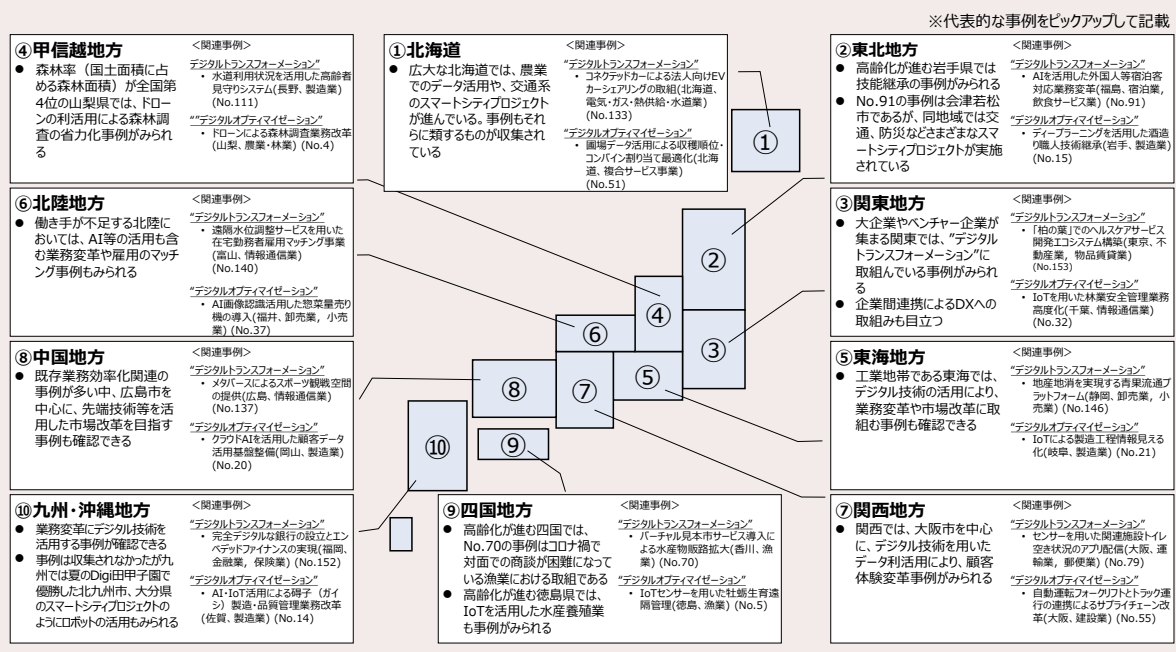 ※代表的な事例をピックアップして記載
④甲信越地方
● 森林率（国土面積に占
める森林面積）が全国第
4位の山梨県では、ドロー
ンの利活用による森林調
査の省力化事例がみられ
る
＜関連事例＞
デジタルトランスフォーメーション"
• 水道利用状況を活用した高齢者
見守りシステム(長野、製造業)
(No.111)
""デジタルオプティマイゼーション"
• ドローンによる森林調査業務改革
(山梨、農業・林業) (No.4)
①北海道
● 広大な北海道では、農業
でのデータ活用や、交通系
のスマートシティプロジェクト
が進んでいる。事例もそれ
らに類するものが収集され
ている
＜関連事例＞
"デジタルトランスフォーメーション"
• コネクテッドカーによる法人向けEV
カーシェアリングの取組(北海道、
電気・ガス・熱供給・水道業)
(No.133)
"デジタルオプティマイゼーション"
• 圃場データ活用による収穫順位・
コンバイン割り当て最適化(北海
道、複合サービス事業)
(No.51)
②東北地方
● 高齢化が進む岩手県では
技能継承の事例がみられる
● No.91の事例は会津若松
市であるが、同地域では交
通、防災などさまざまなスマ
ートシティプロジェクトが実施
されている
＜関連事例＞
"デジタルトランスフォーメーション"
• AIを活用した外国人等宿泊客
対応業務変革(福島、宿泊業,
飲食サービス業) (No.91)
"デジタルオプティマイゼーション"
• ディープラーニングを活用した酒造
り職人技術継承(岩手、製造業)
(No.15)
⑥北陸地方
● 働き手が不足する北陸に
おいては、AI等の活用も含
む業務変革や雇用のマッチ
ング事例もみられる
＜関連事例＞
"デジタルトランスフォーメーション"
• 遠隔水位調整サービスを用いた
在宅勤務者雇用マッチング事業
(富山、情報通信業)
(No.140)
"デジタルオプティマイゼーション"
• AI画像認識活用した惣菜量売り
機の導入(福井、卸売業，小売
業) (No.37)
③関東地方
● 大企業やベンチャー企業が
集まる関東では、"デジタル
トランスフォーメーション"に
取組んでいる事例がみられ
る
● 企業間連携によるDXへの
取組みも目立つ
＜関連事例＞
"デジタルトランスフォーメーション"
• 「柏の葉」でのヘルスケアサービス
開発エコシステム構築(東京、不
動産業，物品賃貸業)
(No.153)
"デジタルオプティマイゼーション"
• IoTを用いた林業安全管理業務
高度化(千葉、情報通信業)
(No.32)
⑧中国地方
● 既存業務効率化関連の
事例が多い中、広島市を
中心に、先端技術等を活
用した市場改革を目指す
事例も確認できる
＜関連事例＞
"デジタルトランスフォーメーション"
• メタバースによるスポーツ観戦空間
の提供(広島、情報通信業)
(No.137)
"デジタルオプティマイゼーション"
• クラウドAIを活用した顧客データ
活用基盤整備(岡山、製造業)
(No.20)
⑤東海地方
● 工業地帯である東海では、
デジタル技術の活用により、
業務変革や市場改革に取
組む事例も確認できる
＜関連事例＞
"デジタルトランスフォーメーション"
• 地産地消を実現する青果流通プ
ラットフォーム(静岡、卸売業，小
売業) (No.146)
"デジタルオプティマイゼーション"
• IoTによる製造工程情報見える
化(岐阜、製造業) (No.21)
⑩九州・沖縄地方
● 業務変革にデジタル技術を
活用する事例が確認できる
● 事例は収集されなかったが九
州では夏のDigi田甲子園で
優勝した北九州市、大分県
のスマートシティプロジェクトの
ようにロボットの活用もみられる
＜関連事例＞
"デジタルトランスフォーメーション"
• 完全デジタルな銀行の設立とエン
ベデッドファイナンスの実現(福岡、
金融業，保険業) (No.152)
"デジタルオプティマイゼーション"
• AI・IoT活用による碍子（ガイ
シ）製造・品質管理業務改革
(佐賀、製造業) (No.14)
⑨四国地方
● 高齢化が進む四国では、
No.70の事例はコロナ禍で
対面での商談が困難になって
いる漁業における取組である
● 高齢化が進む徳島県では、
IoTを活用した水産養殖業
も事例がみられる
＜関連事例＞
"デジタルトランスフォーメーション"
• バーチャル見本市サービス導入に
よる水産物販路拡大(香川、漁
業) (No.70)
"デジタルオプティマイゼーション"
• IoTセンサーを用いた牡蛎生育遠
隔管理(徳島、漁業) (No.5)
⑦関西地方
● 関西では、大阪市を中心
に、デジタル技術を用いた
データ利活用により、顧客
体験変革事例がみられる
＜関連事例＞
"デジタルトランスフォーメーション"
• センサーを用いた関連施設トイレ
空き状況のアプリ配信(大阪、運
輸業，郵便業) (No.79)
"デジタルオプティマイゼーション"
• 自動運転フォークリフトとトラック運
行の連携によるサプライチェーン改
革(大阪、建設業) (No.55)
①
②
④
⑥
③
⑤
⑧
⑦
⑩
⑨